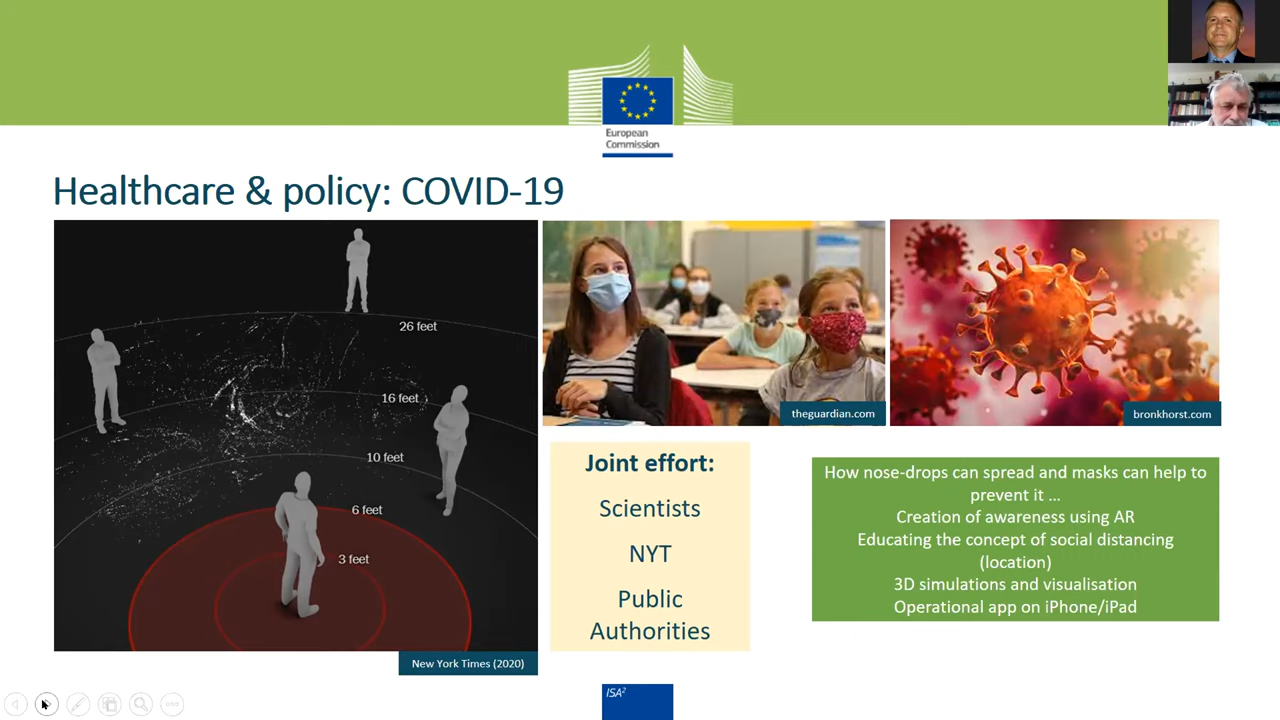 European
Commission
Healthcare & policy: COVID-19
26 feet
16 feet
10 feet
6 feet
3 feet
New York Times (2020)
theguardian.com
bronkhorst.com
Joint effort:
Scientists
NYT
Public
Authorities
How nose-drops can spread and masks can help to
prevent it ...
Creation of awareness using AR
Educating the concept of social distancing
(location)
3D simulations and visualisation
Operational app on iPhone/iPad
ISA²